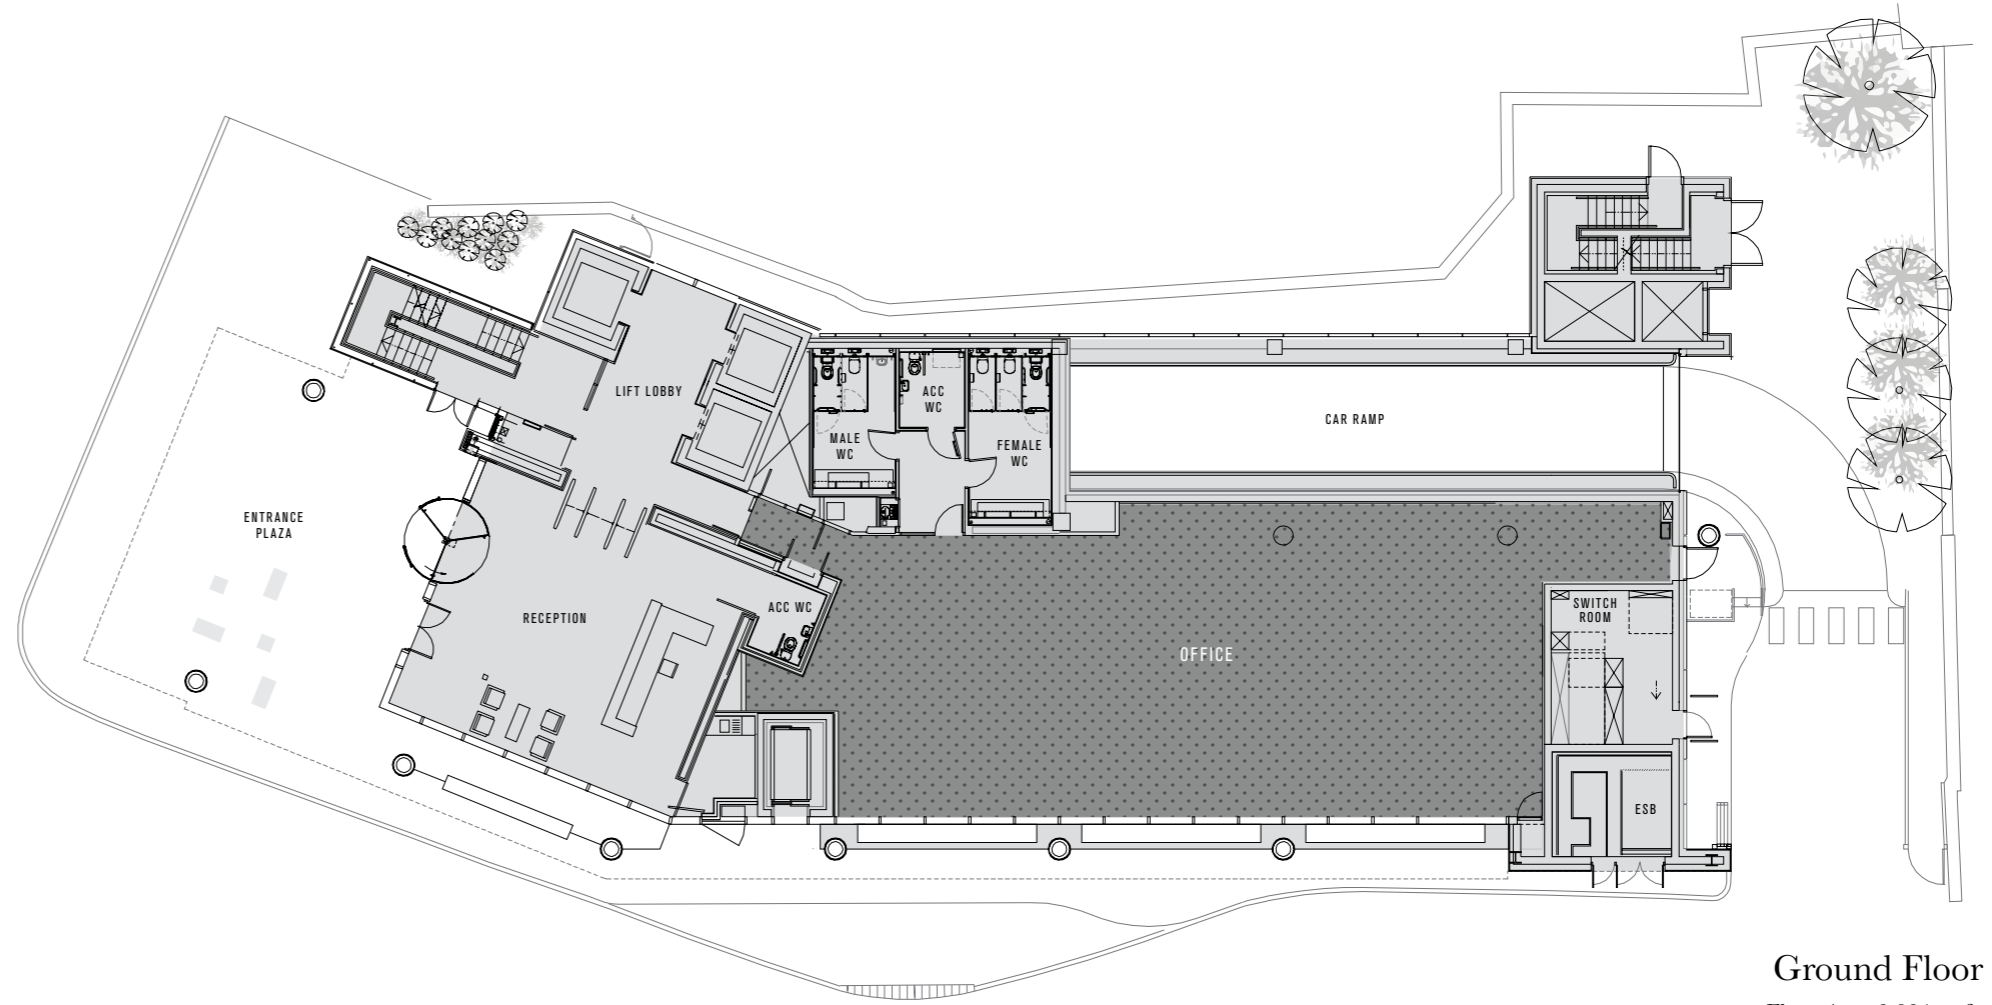 LIFT LOBBY
ACC
WC
CAR RAMP
MALE
WC
FEMALE
WC
ENTRANCE
PLAZA
ACC WC
SWITCH
ROOM
RECEPTION
OFFICE
ESB
Ground Floor